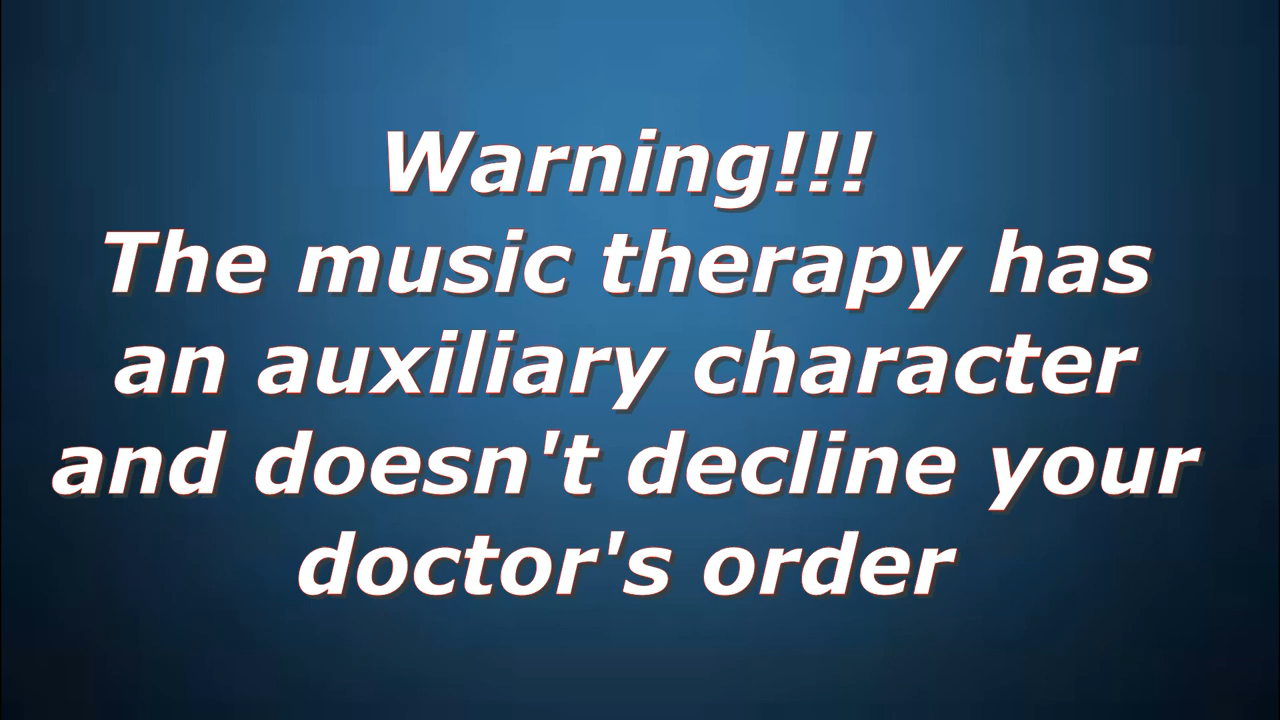 Warning!!!
The music therapy has
an auxiliary character
and doesn't decline your
doctor's order